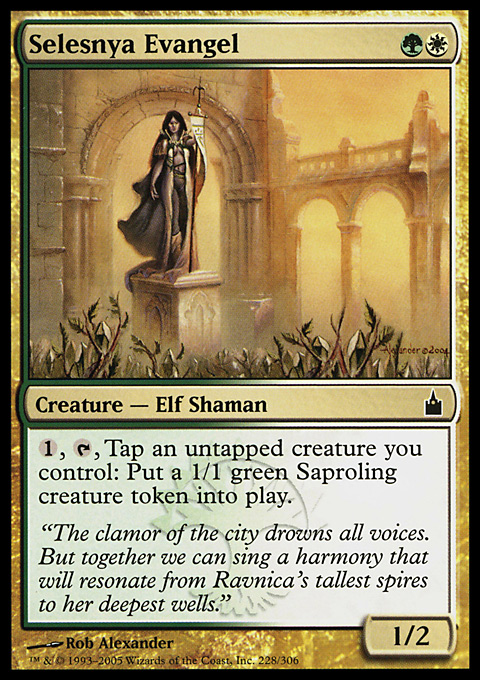 Selesnya Evangel
Alexander ©2004
Creature — Elf Shaman
1, , Tap an untapped creature you
control: Put a 1/1 green Saproling
creature token into play.
“The clamor of the city drowns all voices.
But together we can sing a harmony that
will resonate from Ravnica’s tallest spires
to her deepest wells.”
Rob Alexander
1/2
™ & © 1993–2005 Wizards of the Coast, Inc. 228/306